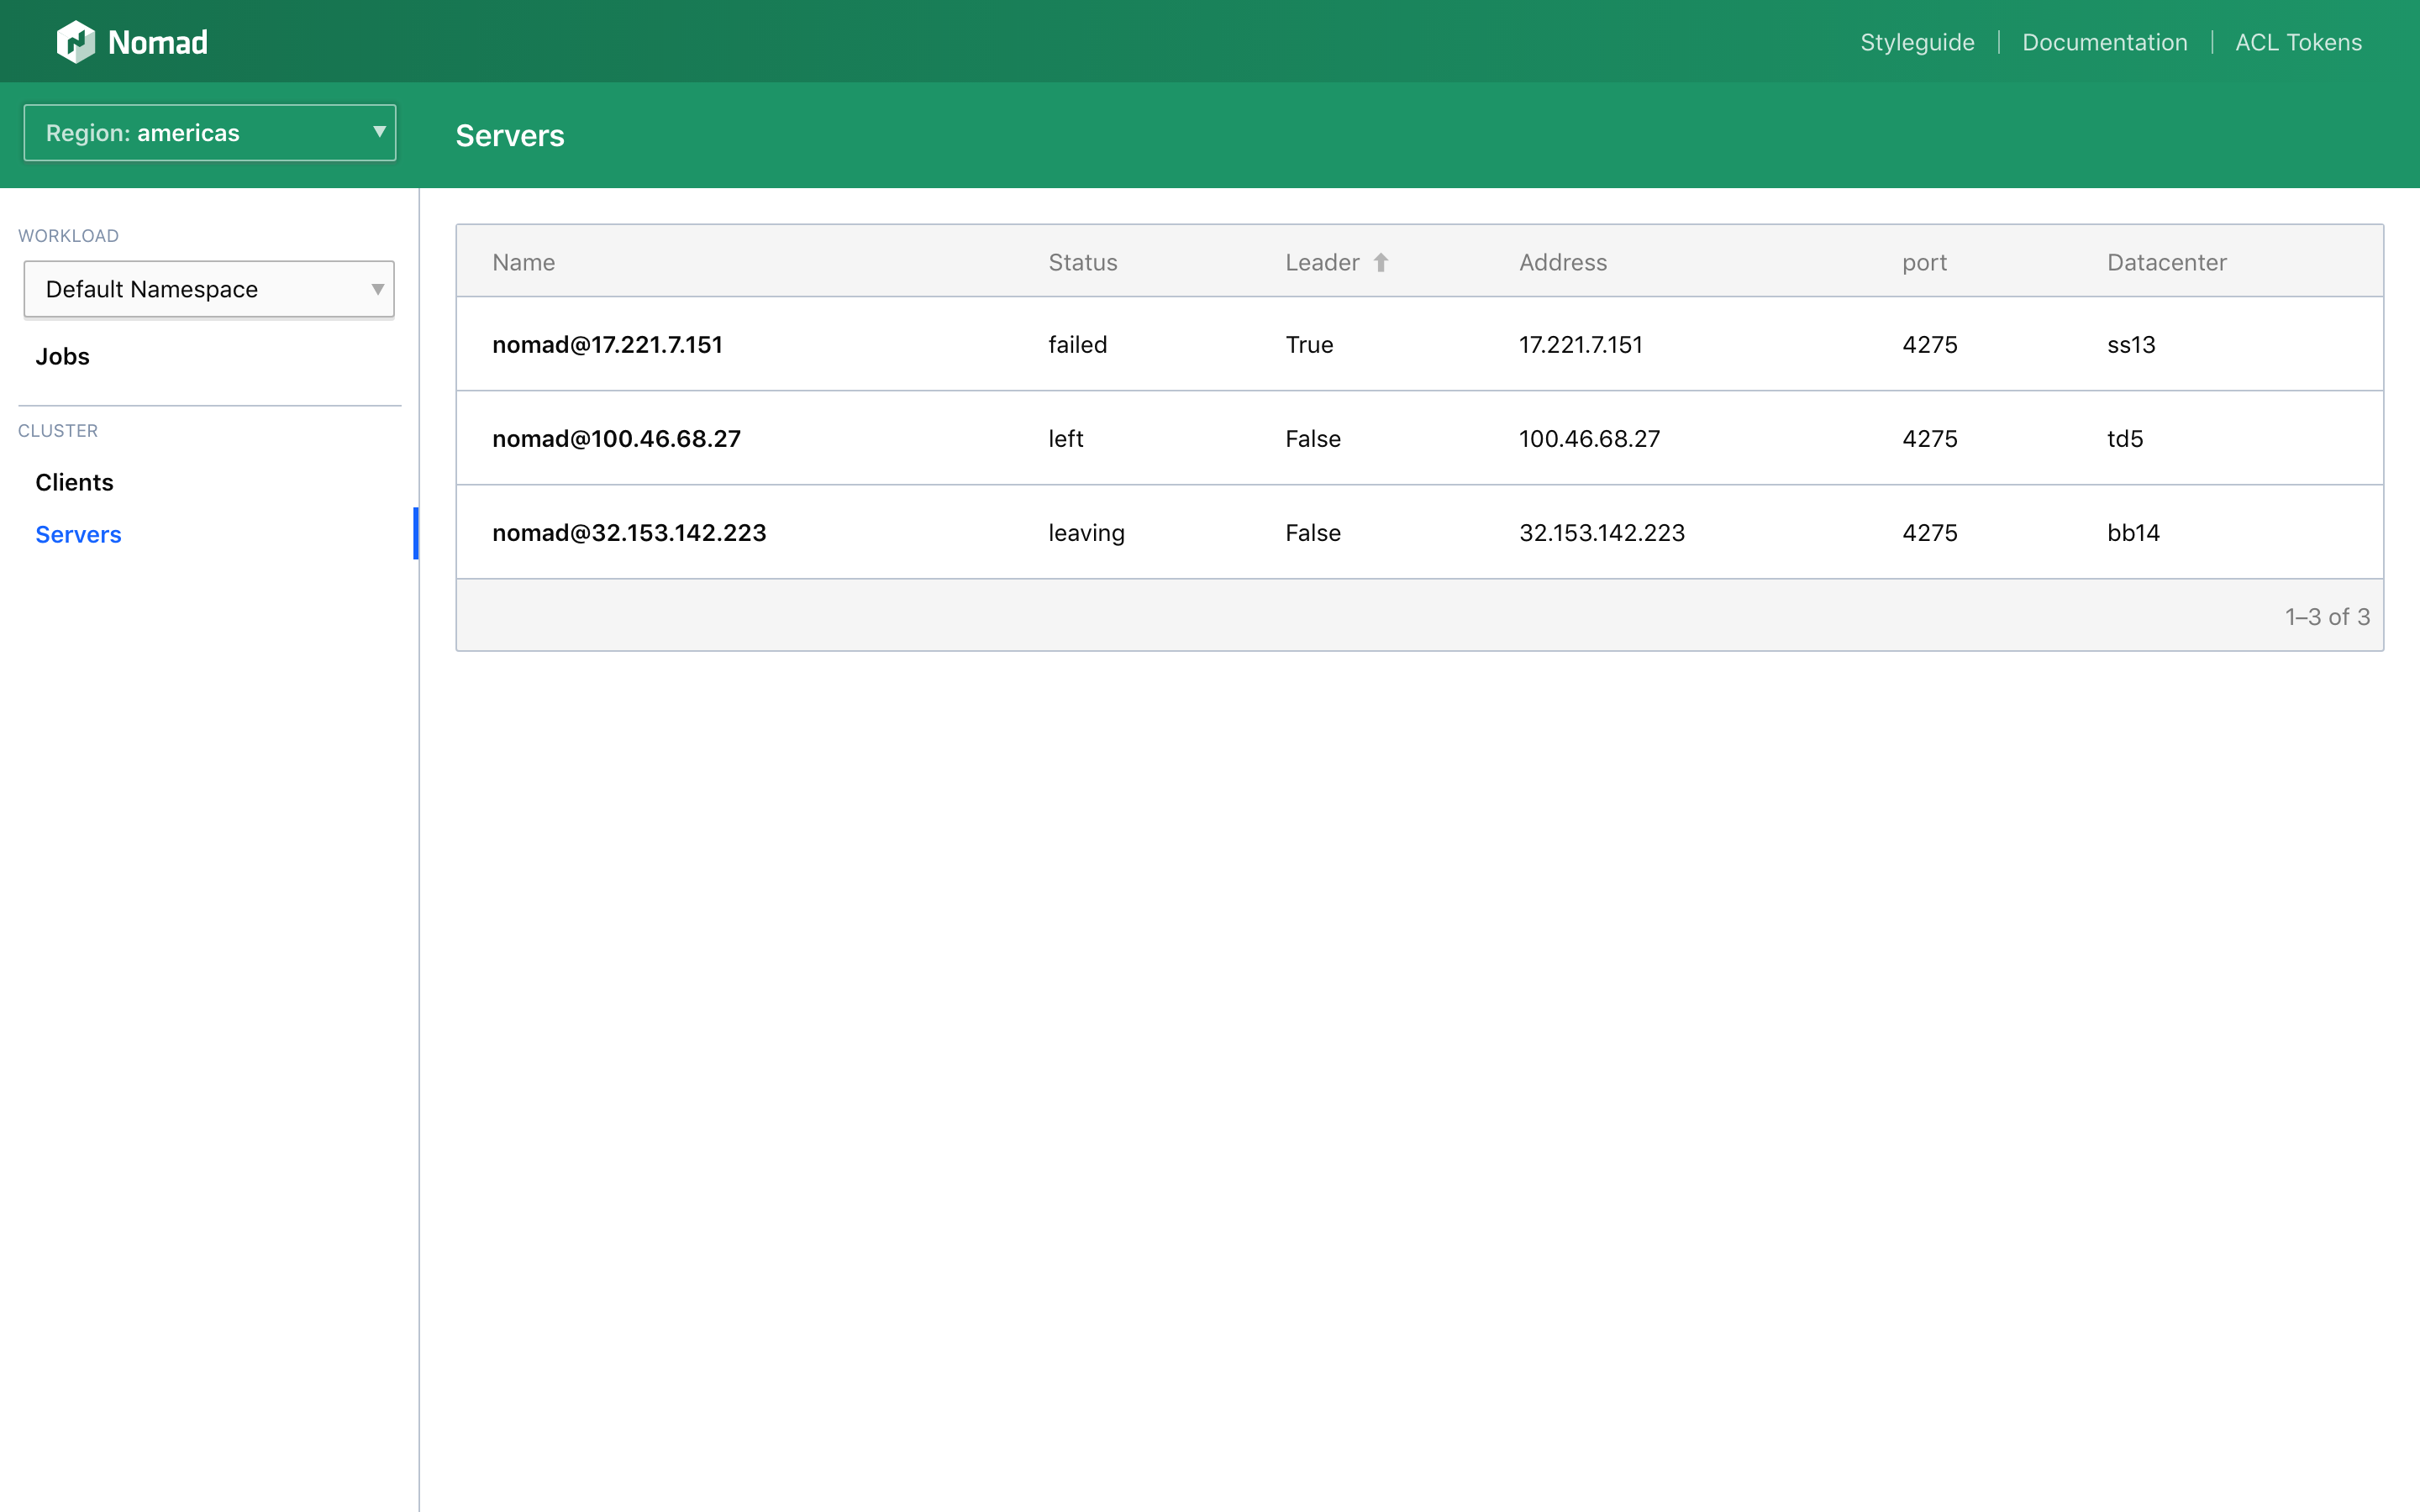 Nomad
Styleguide
Documentation
ACL Tokens
Region: americas
Servers
WORKLOAD
Default Namespace
Jobs
CLUSTER
Clients
Servers
Name Status Leader Address port Datacenter
nomad@17.221.7.151 failed True 17.221.7.151 4275 ss13
nomad@100.46.68.27 left False 100.46.68.27 4275 td5
nomad@32.153.142.223 leaving False 32.153.142.223 4275 bb14
1–3 of 3